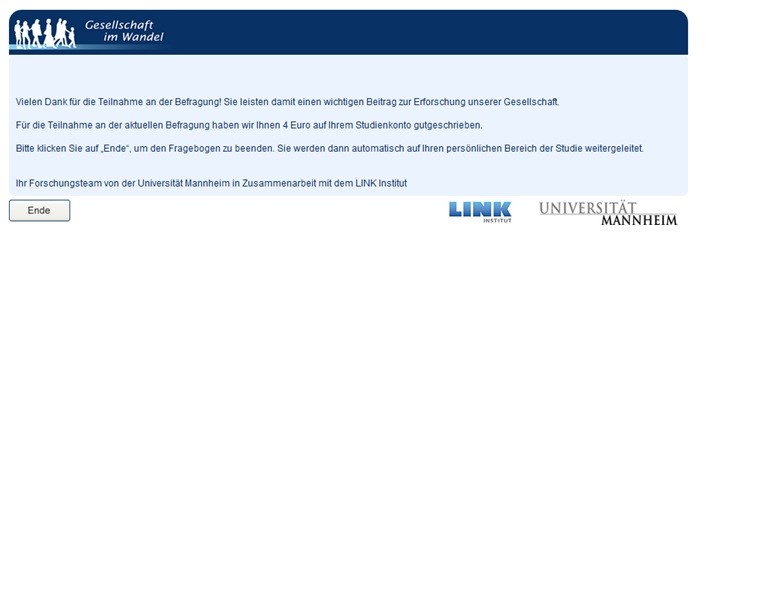 Gesellschaft
im Wandel
Vielen Dank für die Teilnahme an der Befragung! Sie leisten damit einen wichtigen Beitrag zur Erforschung unserer Gesellschaft.
Für die Teilnahme an der aktuellen Befragung haben wir Ihnen 4 Euro auf Ihrem Studienkonto gutgeschrieben.
Bitte klicken Sie auf „Ende“, um den Fragebogen zu beenden. Sie werden dann automatisch auf Ihren persönlichen Bereich der Studie weitergeleitet.
Ihr Forschungsteam von der Universität Mannheim in Zusammenarbeit mit dem LINK Institut
Ende
LINK
INSTITUT
UNIVERSITÄT
MANNHEIM